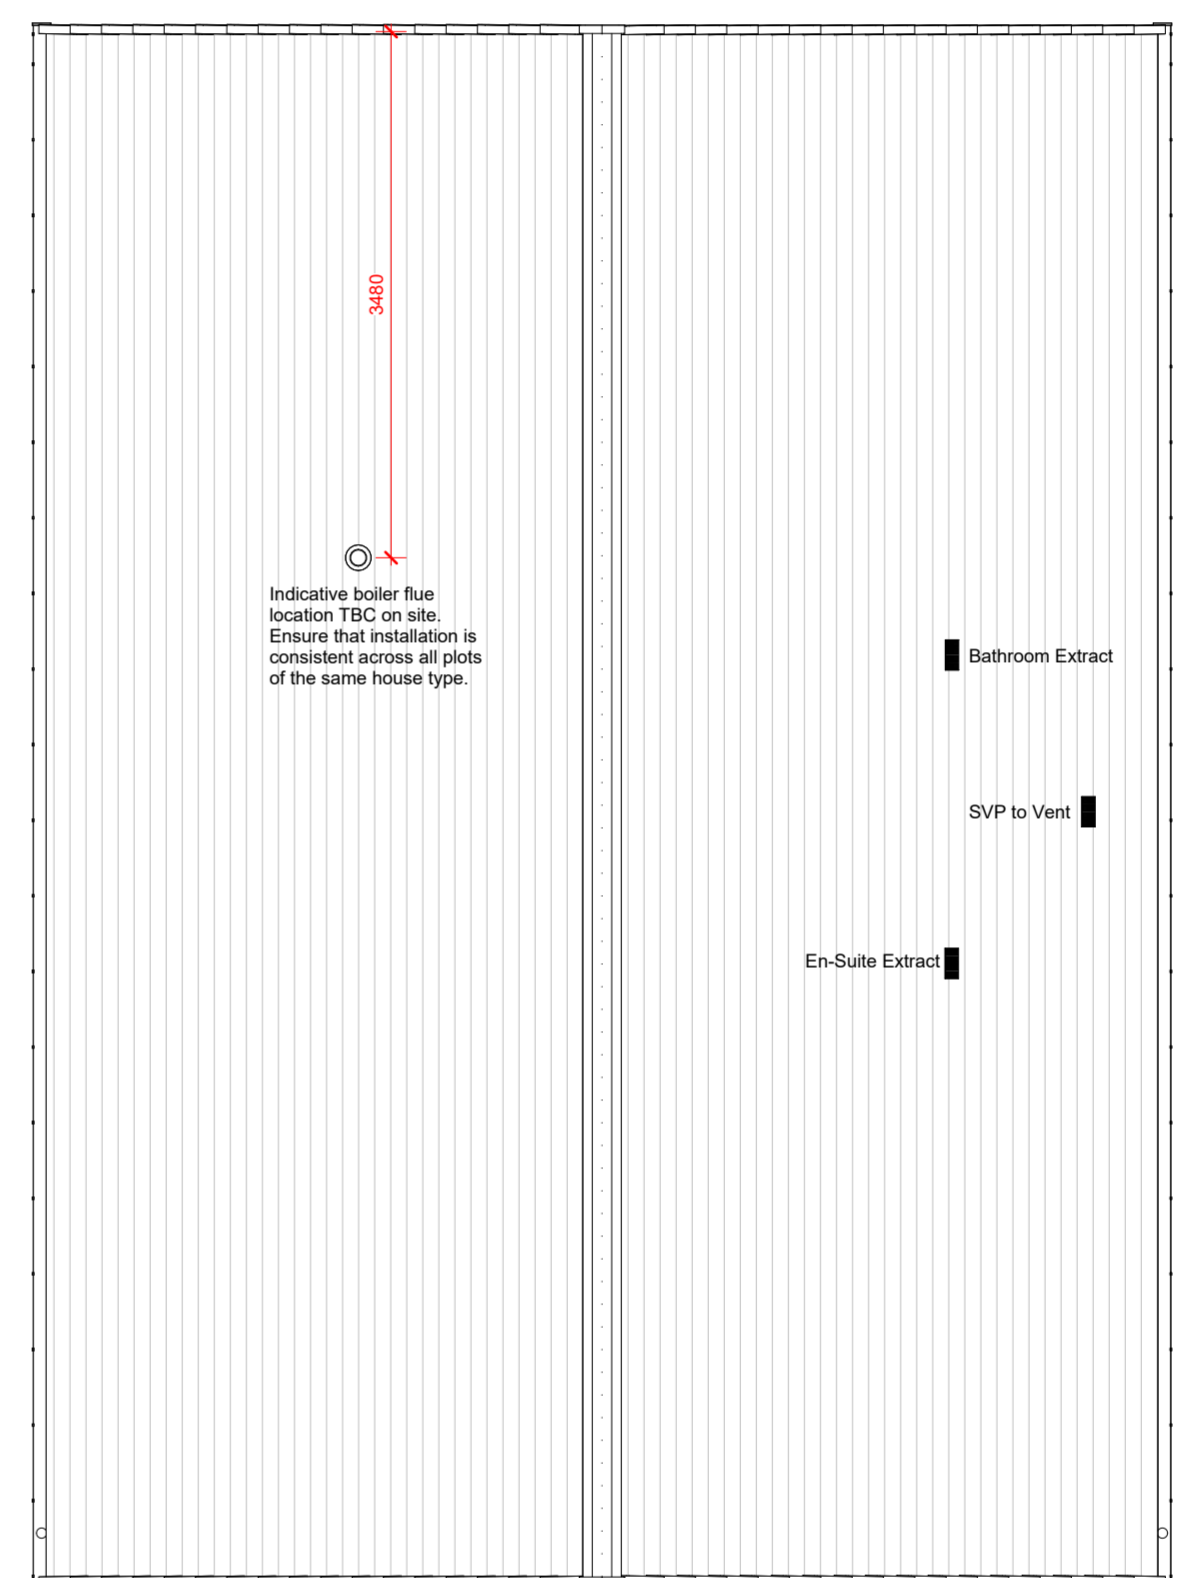 3480
Indicative boiler flue
location TBC on site.
Ensure that installation is
consistent across all plots
of the same house type.
Bathroom Extract
SVP to Vent
En-Suite Extract